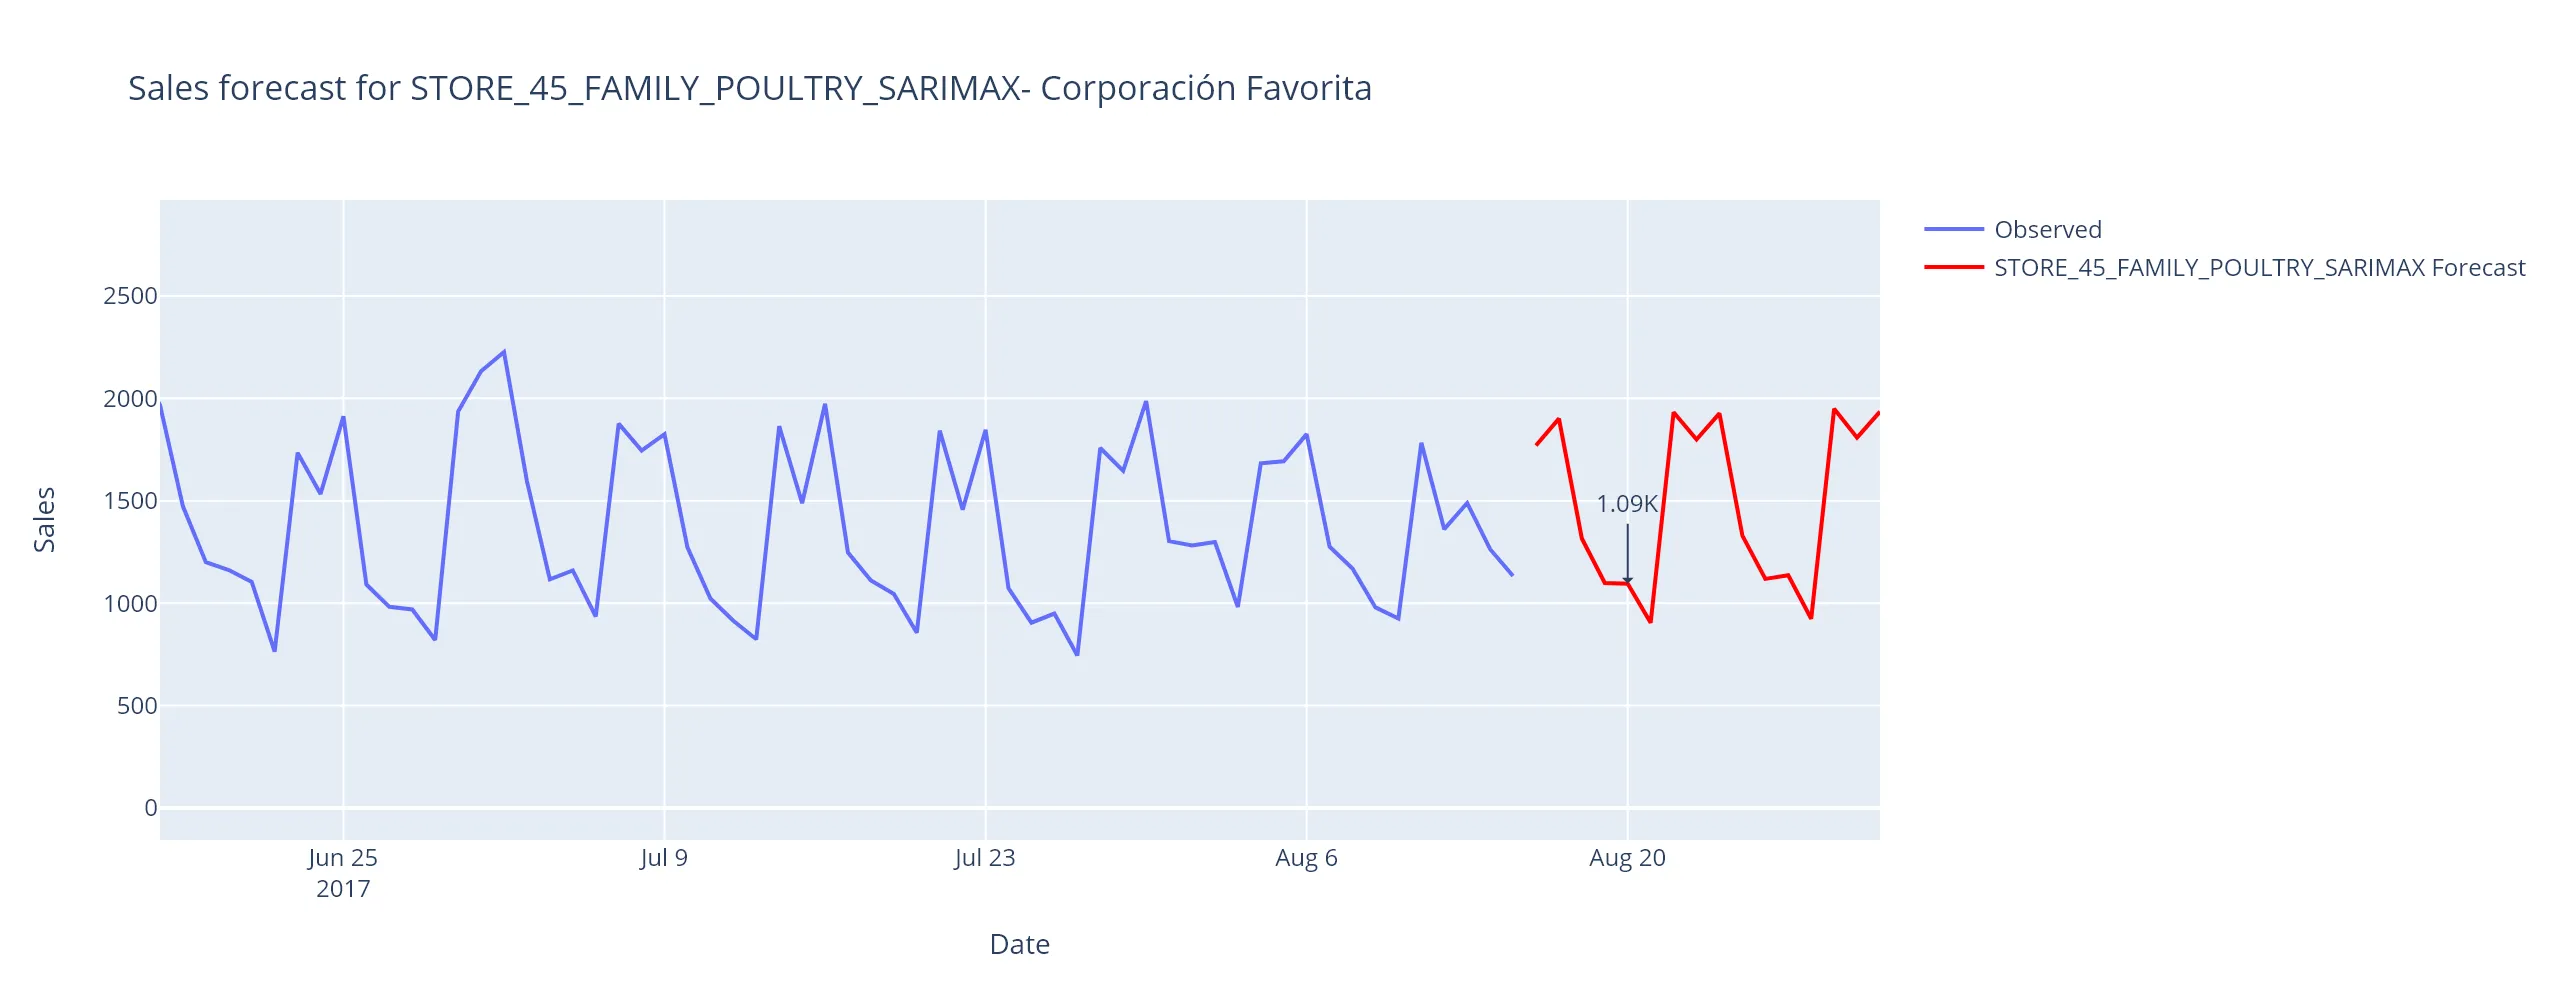 Sales forecast for STORE_45_FAMILY_POULTRY_SARIMAX- Corporación Favorita
Observed
STORE_45_FAMILY_POULTRY_SARIMAX Forecast
Sales
2500
2000
1500
1000
500
0
1.09K
Jun 25
2017
Jul 9
Jul 23
Aug 6
Aug 20
Date